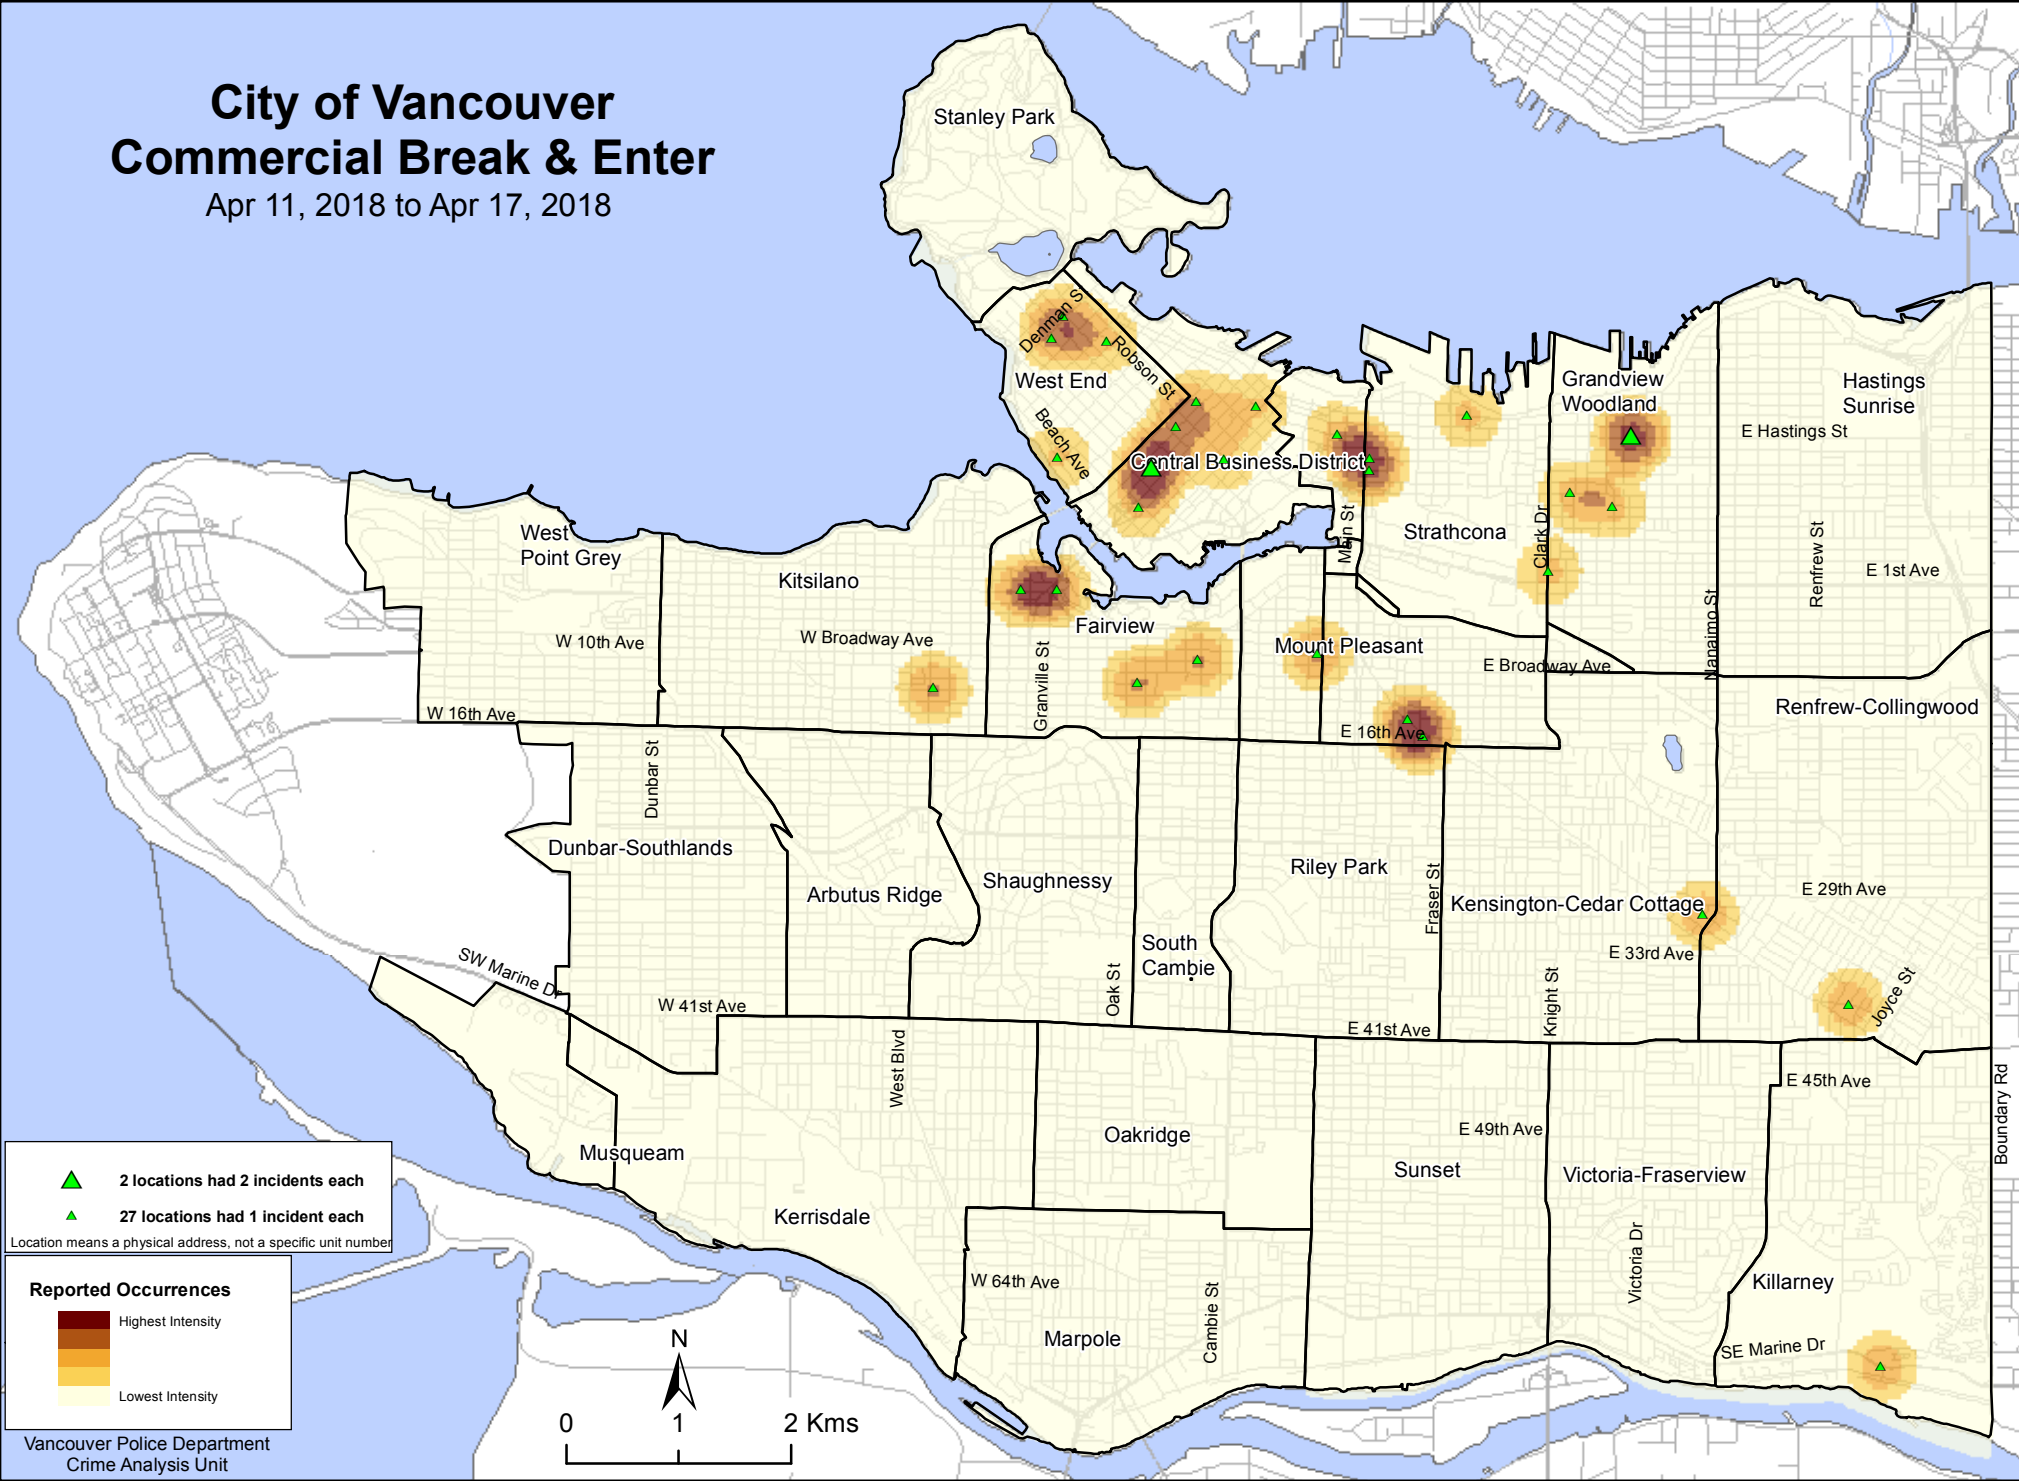 City of Vancouver
Commercial Break & Enter
Apr 11, 2018 to Apr 17, 2018
Stanley Park
Denman S
Robson St
West End
Beach Ave
Central Business District
Grandview
Woodland
Hastings
Sunrise
E Hastings St
Strathcona
Main St
Clark Dr
Renfrew St
E 1st Ave
Nanaimo St
West
Point Grey
Kitsilano
W 10th Ave
W Broadway Ave
Fairview
Granville St
Mount Pleasant
E Broadway Ave
W 16th Ave
E 16th Ave
Renfrew-Collingwood
Dunbar St
Dunbar-Southlands
Arbutus Ridge
Shaughnessy
Riley Park
Fraser St
Kensington-Cedar Cottage
E 29th Ave
South
Cambie
E 33rd Ave
SW Marine Dr
W 41st Ave
Oak St
Knight St
Joyce St
E 41st Ave
West Blvd
E 45th Ave
Boundary Rd
Musqueam
Oakridge
E 49th Ave
Sunset
Victoria-Fraserview
Kerrisdale
Victoria Dr
W 64th Ave
Cambie St
Killarney
Marpole
SE Marine Dr
2 locations had 2 incidents each
27 locations had 1 incident each
Location means a physical address, not a specific unit number
Reported Occurrences
Highest Intensity
Lowest Intensity
N
0 1 2 Kms
Vancouver Police Department
Crime Analysis Unit